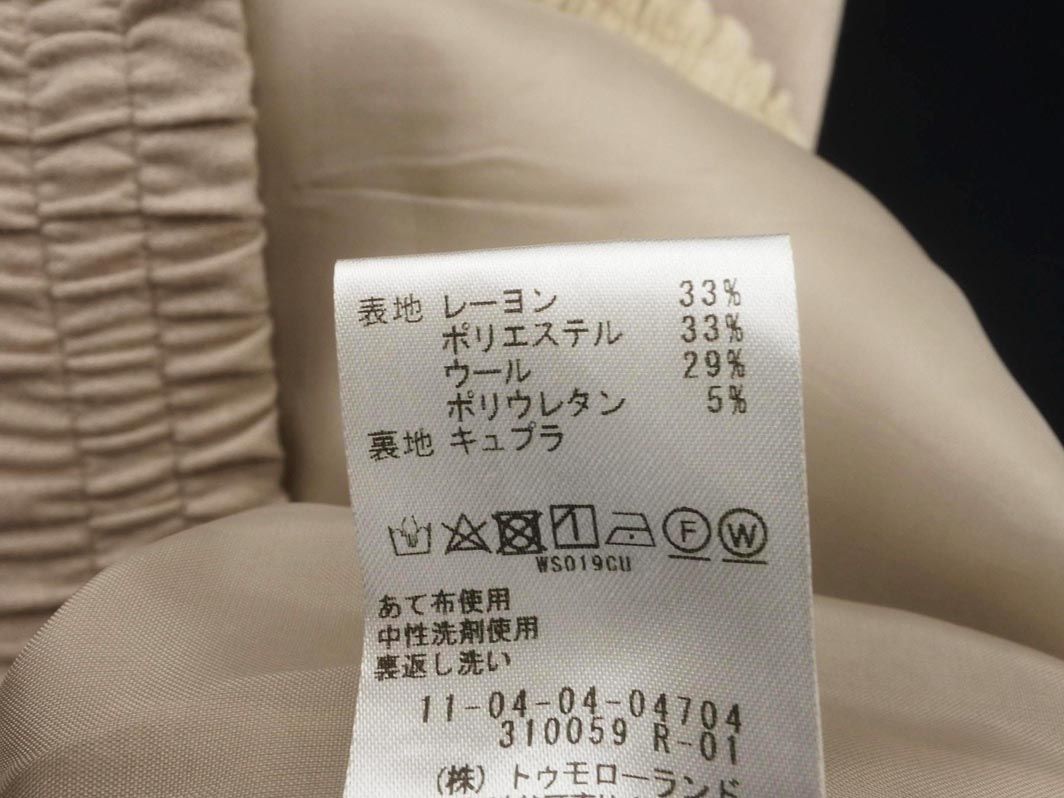 表地 レーヨン 33%
ポリエステル 33%
ウール 29%
ポリウレタン 5%
裏地 キュプラ
F W
WS019CU
あて布使用
中性洗剤使用
裏返し洗い
11-04-04-04704
310059 R-01
(株) トゥモローランド